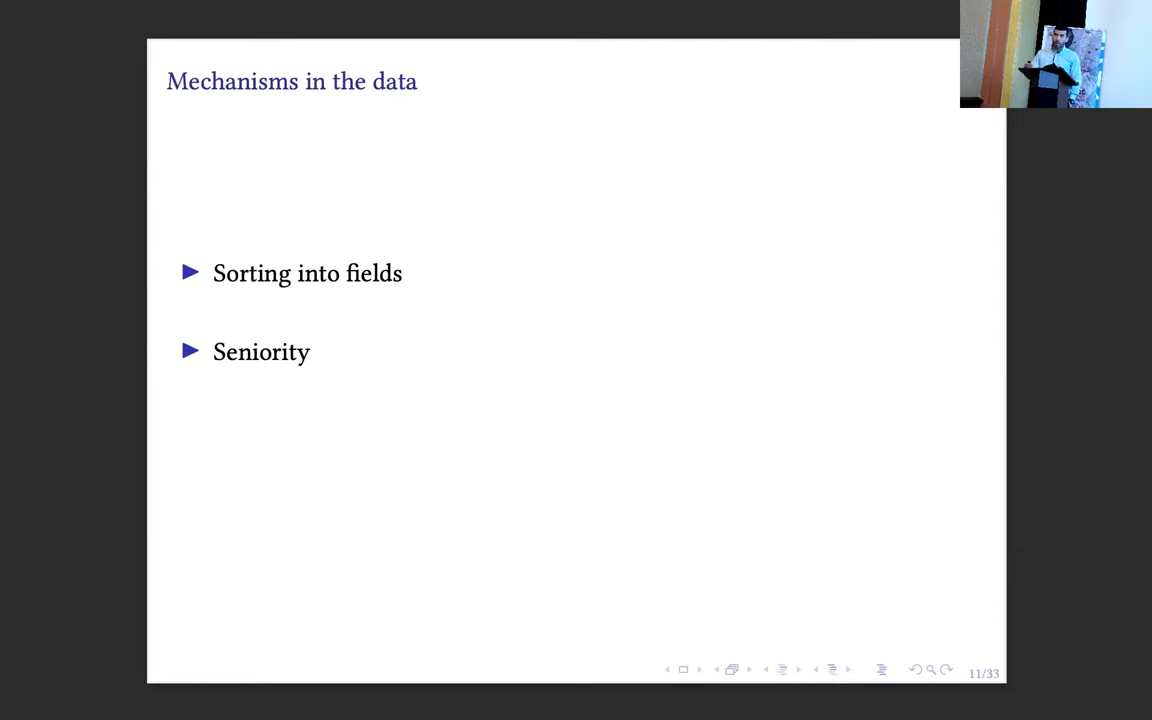 Mechanisms in the data
Sorting into fields
Seniority
11/33